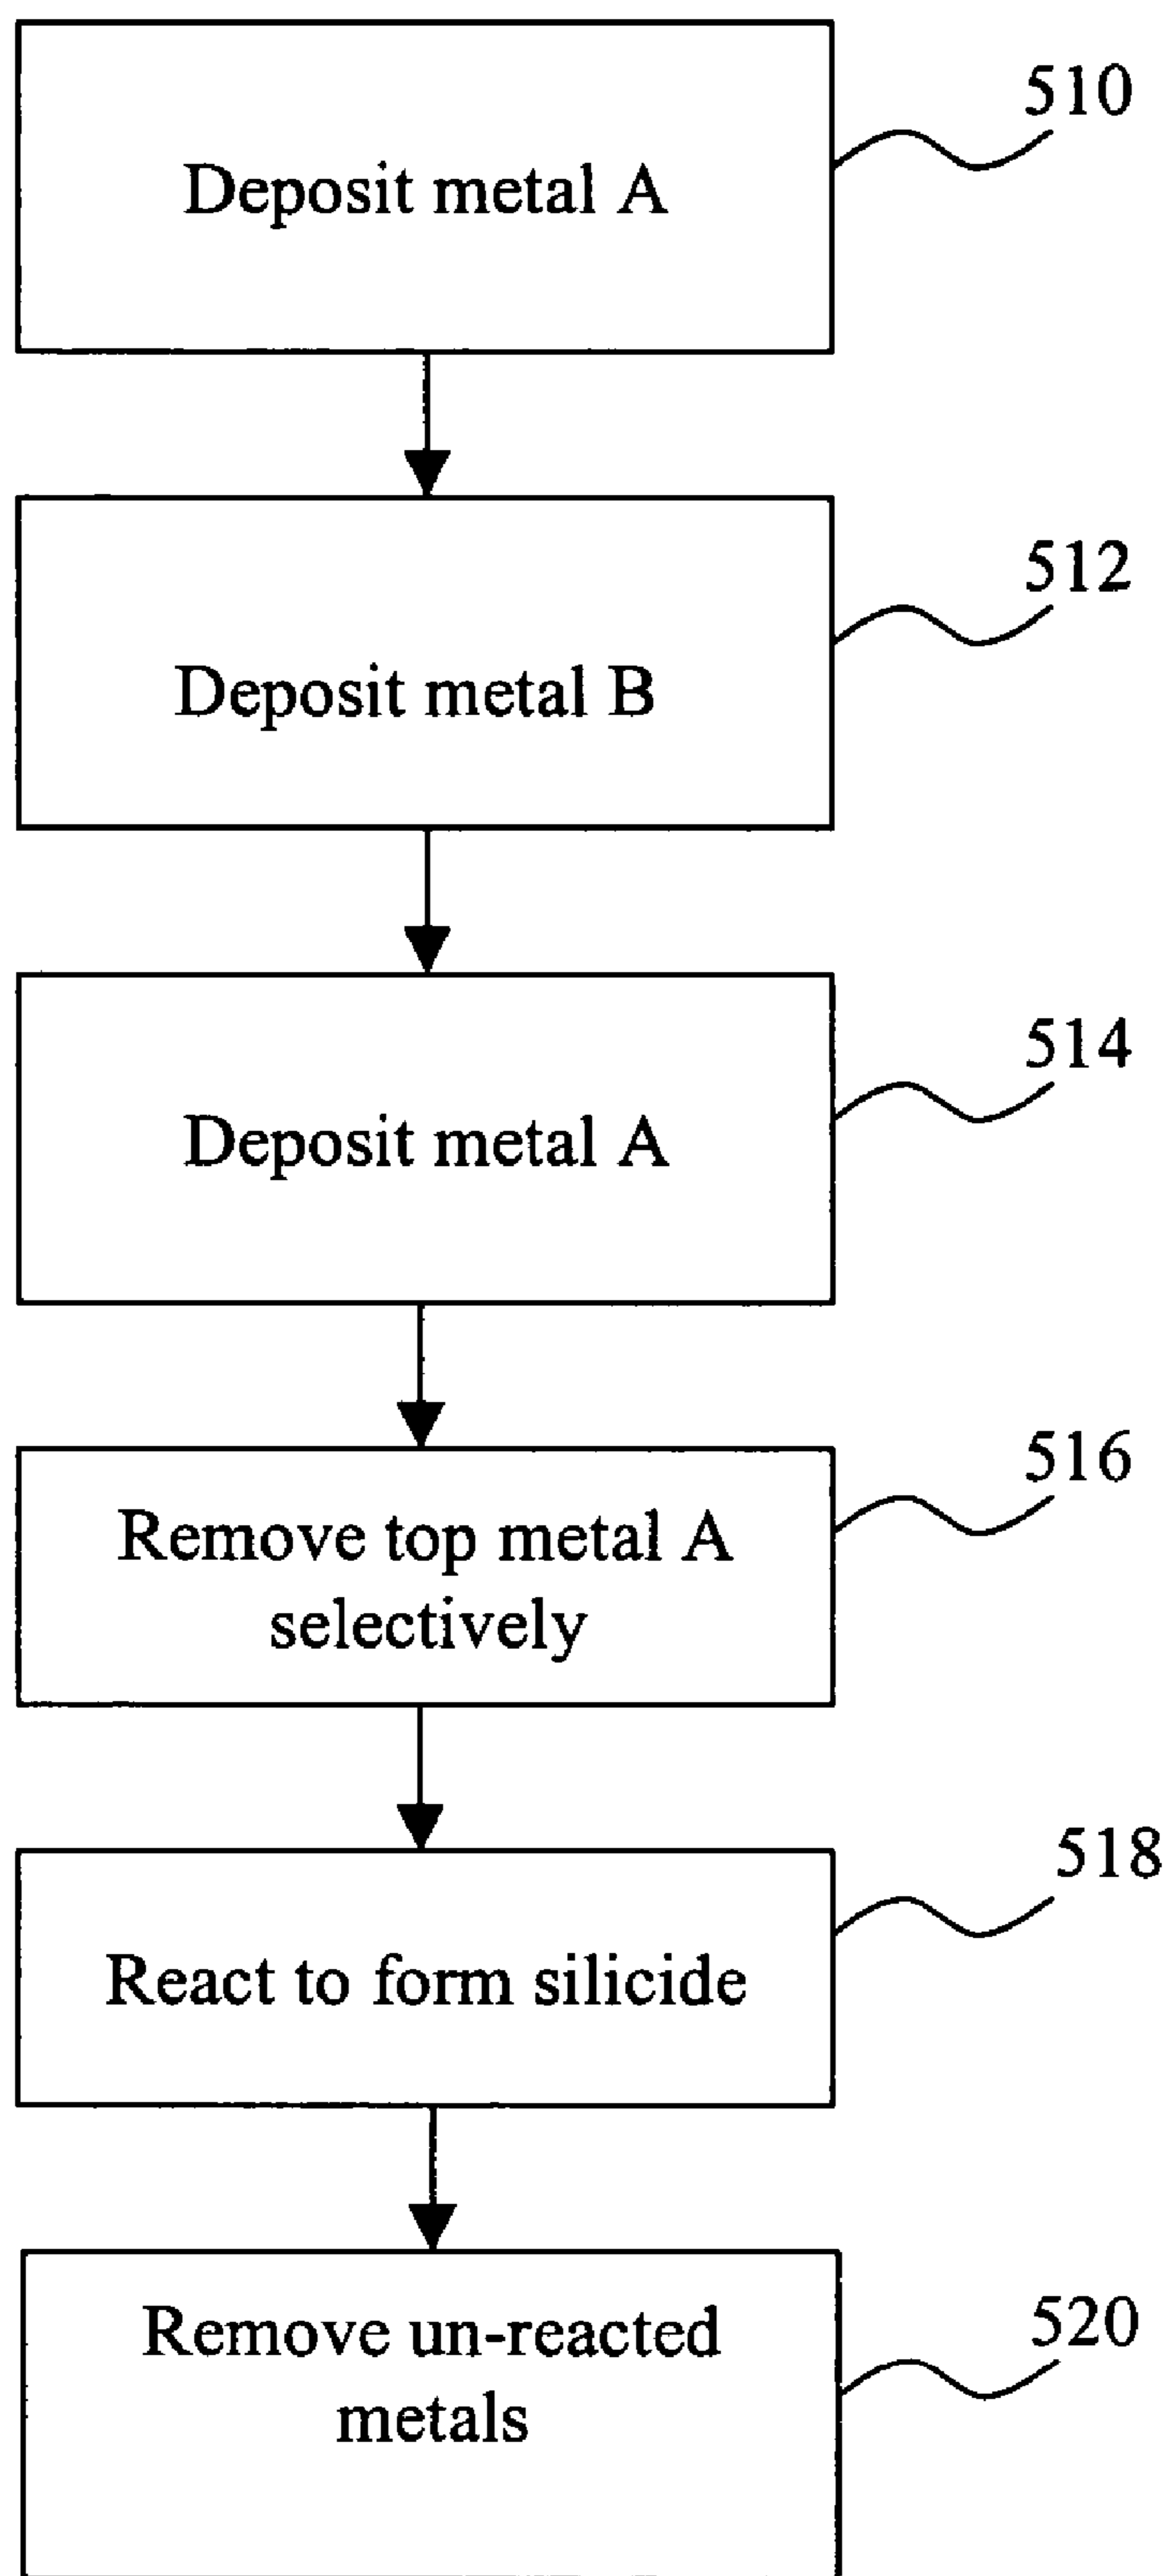 510
Deposit metal A
512
Deposit metal B
514
Deposit metal A
516
Remove top metal A
selectively
518
React to form silicide
520
Remove un-reacted
metals